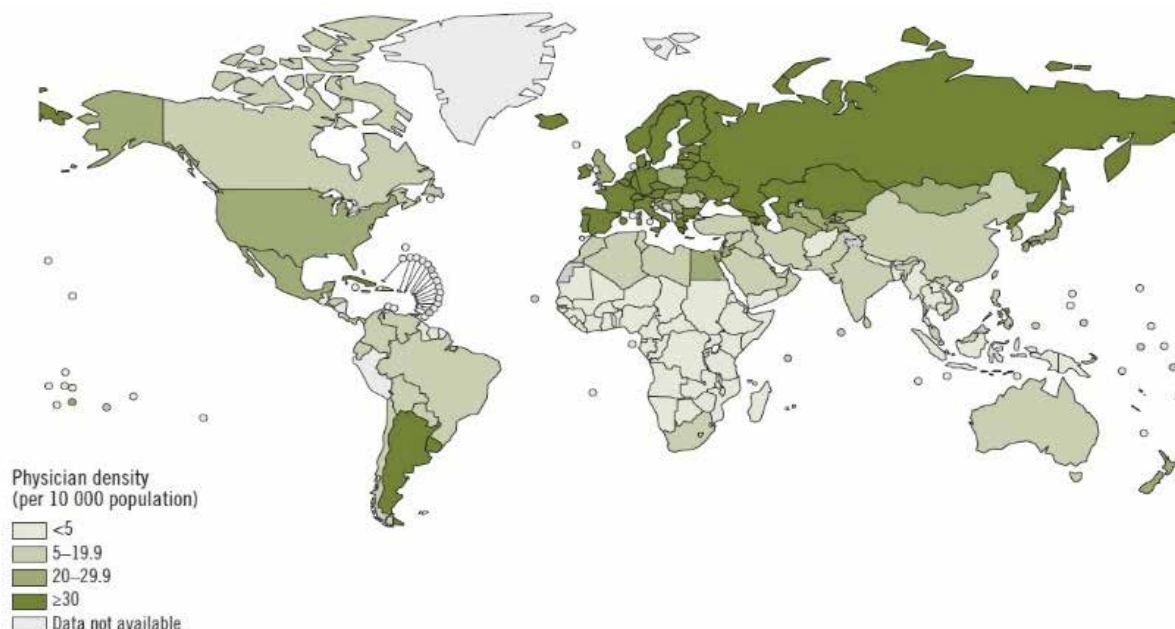 Physician density
(per 10 000 population)
<5
5–19.9
20–29.9
≥30
Data not available